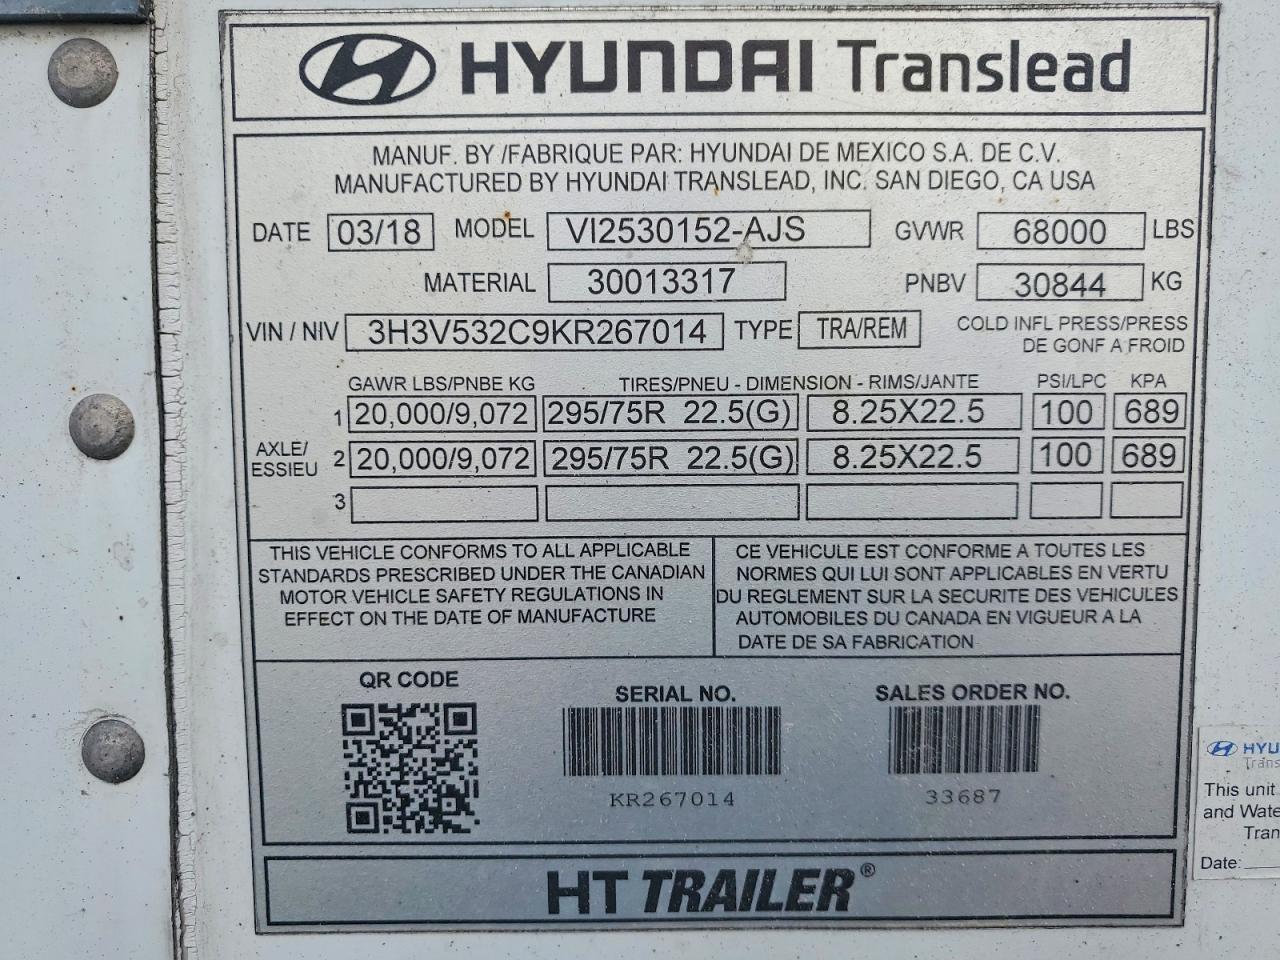 HYUNDAI Translead
MANUF. BY /FABRIQUE PAR: HYUNDAI DE MEXICO S.A. DE C.V.
MANUFACTURED BY HYUNDAI TRANSLEAD, INC. SAN DIEGO, CA USA
DATE 03/18 MODEL VI2530152-AJS GVWR 68000 LBS
MATERIAL 30013317 PNBV 30844 KG
VIN / NIV 3H3V532C9KR267014 TYPE TRA/REM COLD INFL PRESS/PRESS
DE GONF A FROID
GAWR LBS/PNBE KG TIRES/PNEU - DIMENSION - RIMS/JANTE PSI/LPC KPA
1 20,000/9,072 295/75R 22.5(G) 8.25X22.5 100 689
AXLE/
ESSIEU 2 20,000/9,072 295/75R 22.5(G) 8.25X22.5 100 689
3
THIS VEHICLE CONFORMS TO ALL APPLICABLE
STANDARDS PRESCRIBED UNDER THE CANADIAN
MOTOR VEHICLE SAFETY REGULATIONS IN
EFFECT ON THE DATE OF MANUFACTURE
CE VEHICULE EST CONFORME A TOUTES LES
NORMES QUI LUI SONT APPLICABLES EN VERTU
DU REGLEMENT SUR LA SECURITE DES VEHICULES
AUTOMOBILES DU CANADA EN VIGUEUR A LA
DATE DE SA FABRICATION
QR CODE
SERIAL NO.
KR267014
SALES ORDER NO.
33687
HT TRAILER®
HYU
Trans
This unit
and Wate
Tran
Date: